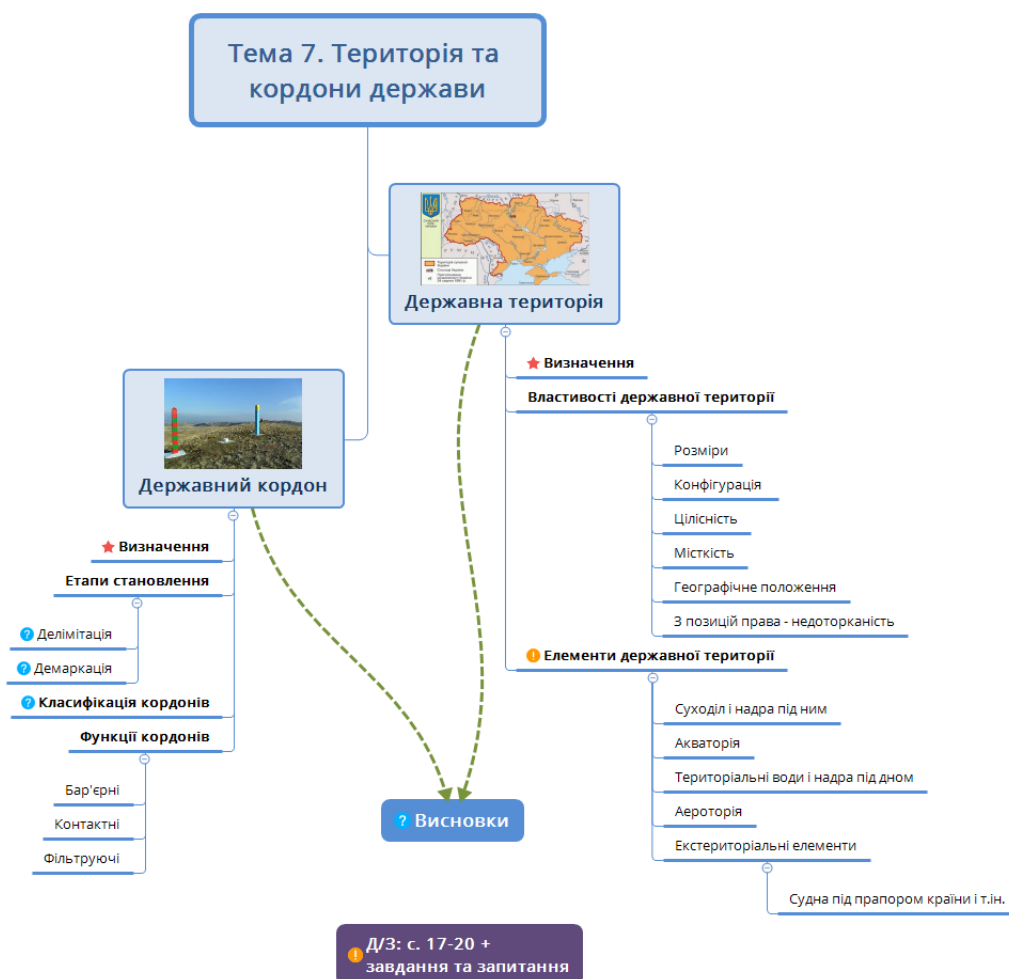 Тема 7. Територія та
кордони держави
Державна територія
Визначення
Властивості державної території
Розміри
Конфігурація
Цілісність
Місткість
Географічне положення
З позицій права - недоторканість
Елементи державної території
Суходіл і надра під ним
Акваторія
Територіальні води і надра під дном
Аероторія
Екстериторіальні елементи
Судна під прапором країни і т.ін.
Державний кордон
Визначення
Етапи становлення
Делімітація
Демаркація
Класифікація кордонів
Функції кордонів
Бар'єрні
Контактні
Фільтруючі
Висновки
Д/З: с. 17-20 +
завдання та запитання